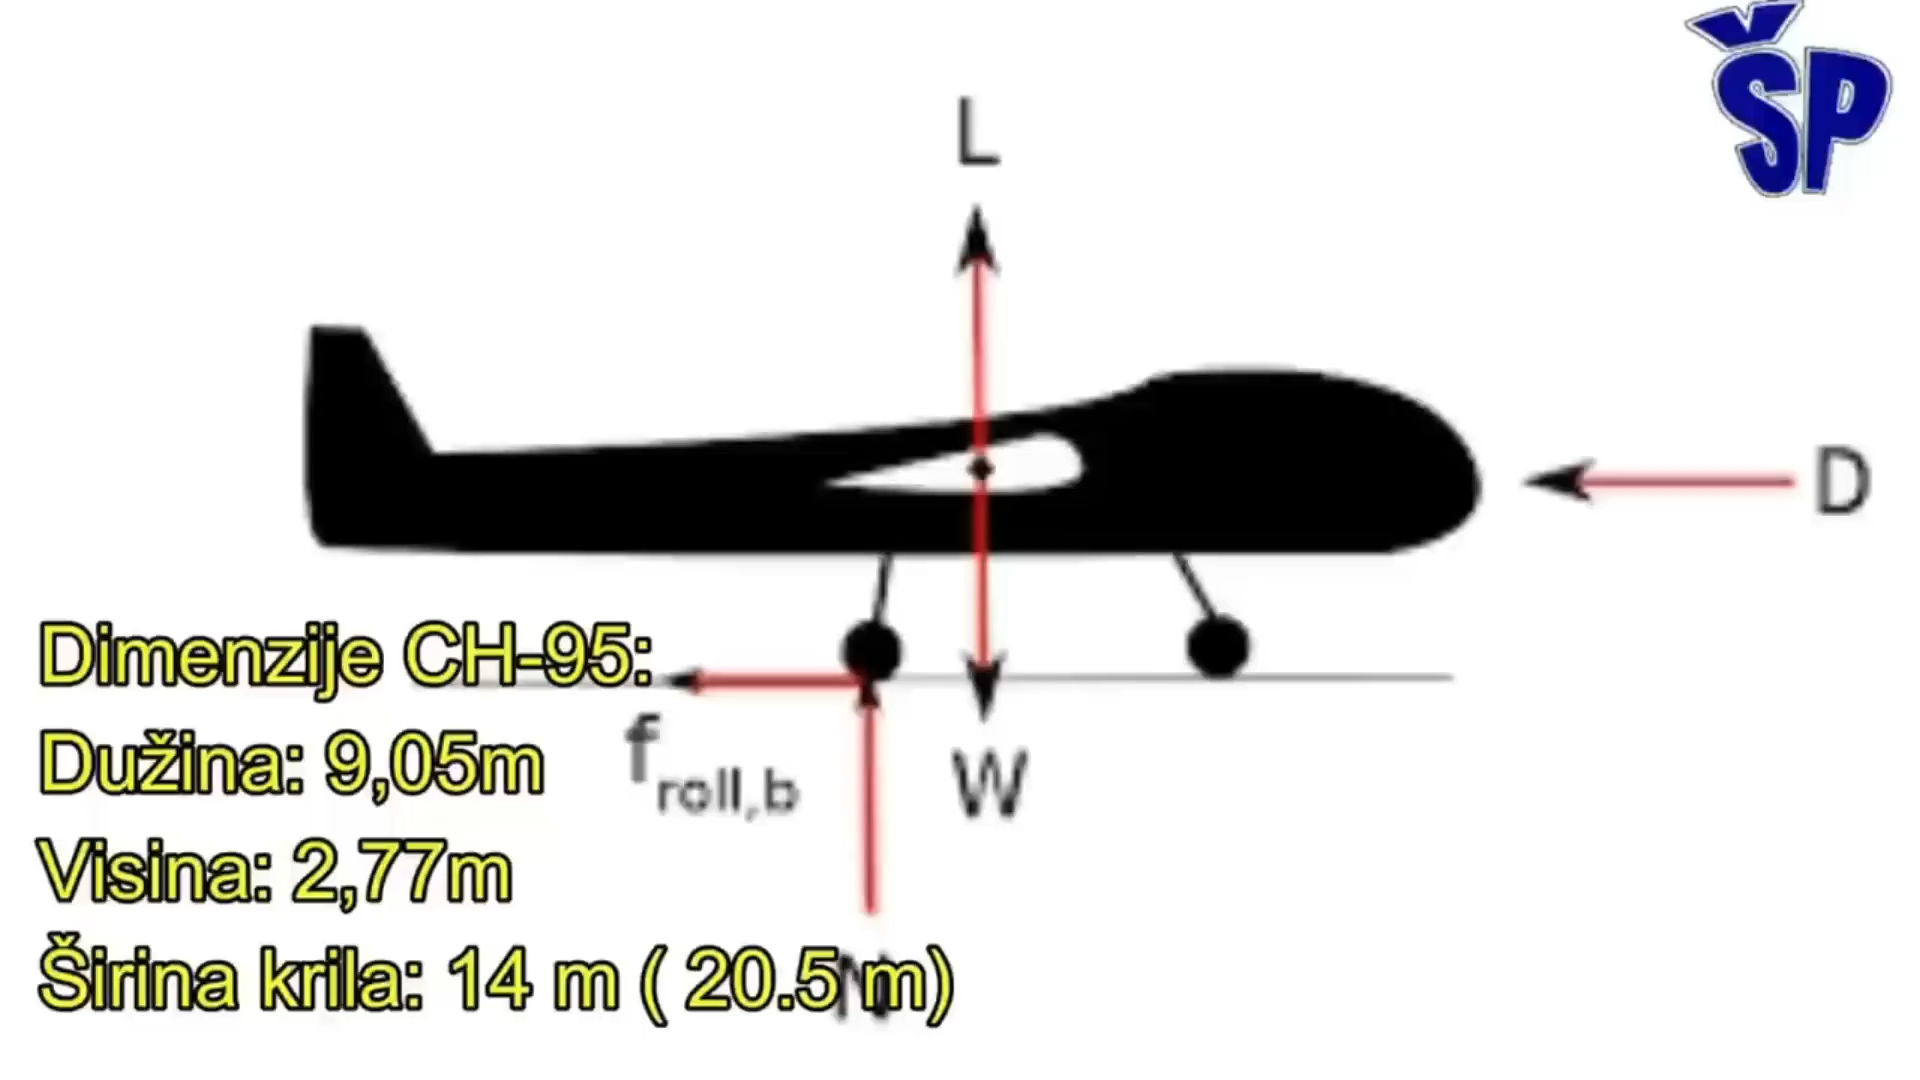 ŠP
L
D
Dimenzije CH-95:
Dužina: 9,05m
f roll,b
W
Visina: 2,77m
N
Širina krila: 14 m ( 20.5 m)